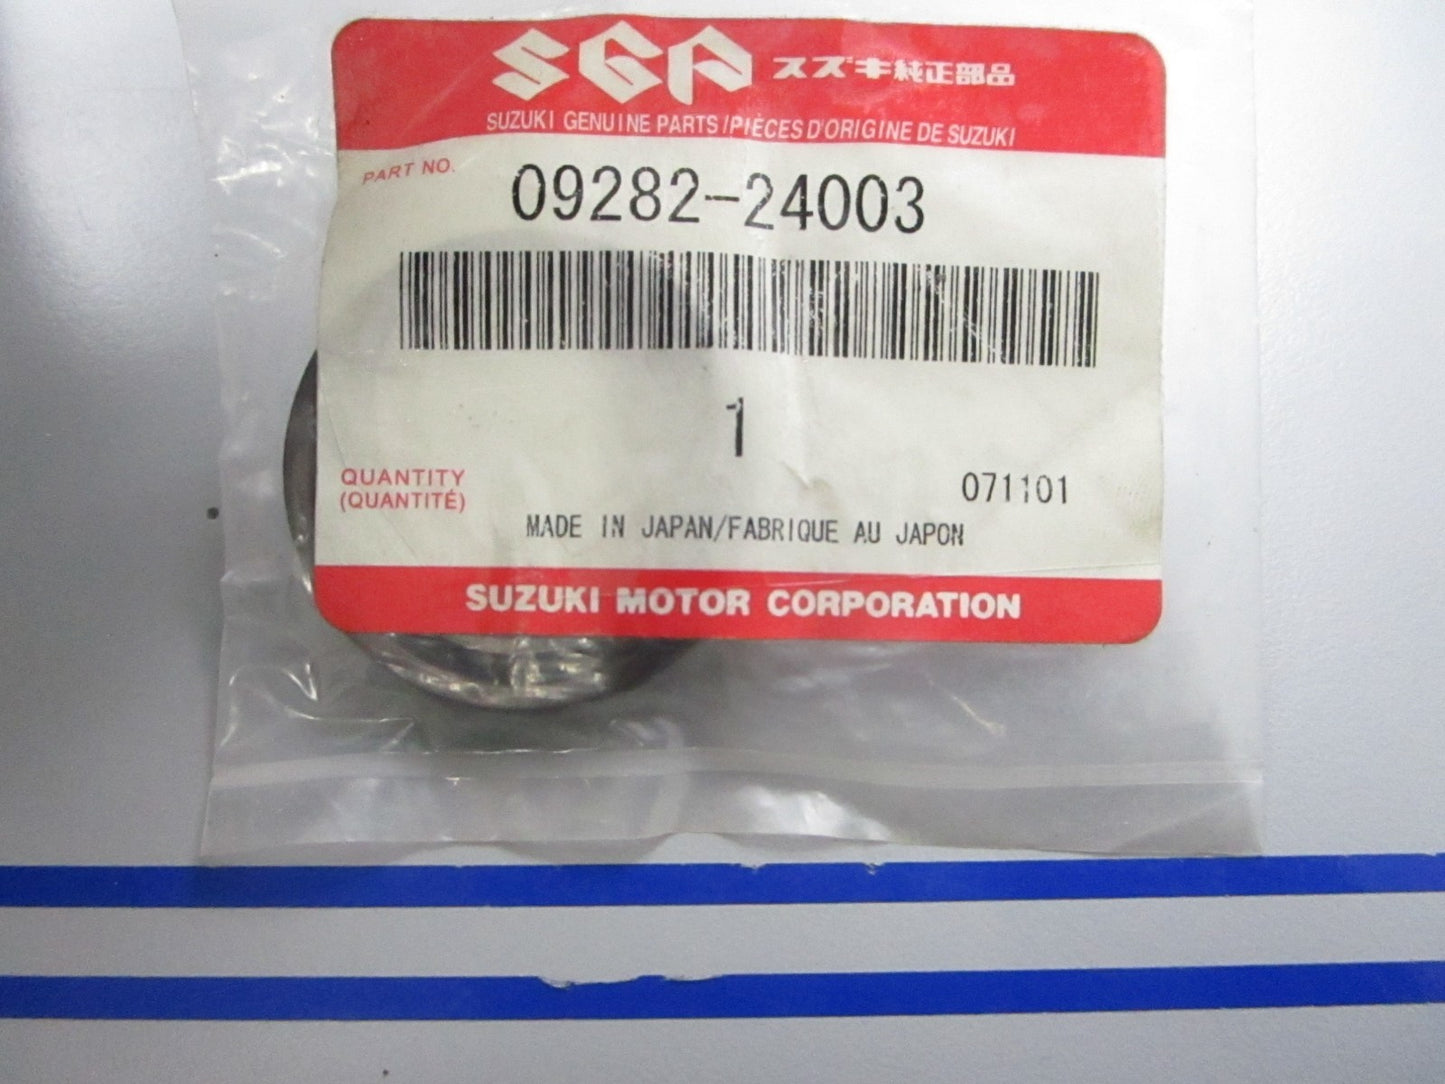 SGP スズキ純正部品
SUZUKI GENUINE PARTS/PIÈCES D'ORIGINE DE SUZUKI
PART NO.
09282-24003
1
QUANTITY
(QUANTITÉ)
071101
MADE IN JAPAN/FABRIQUE AU JAPON
SUZUKI MOTOR CORPORATION